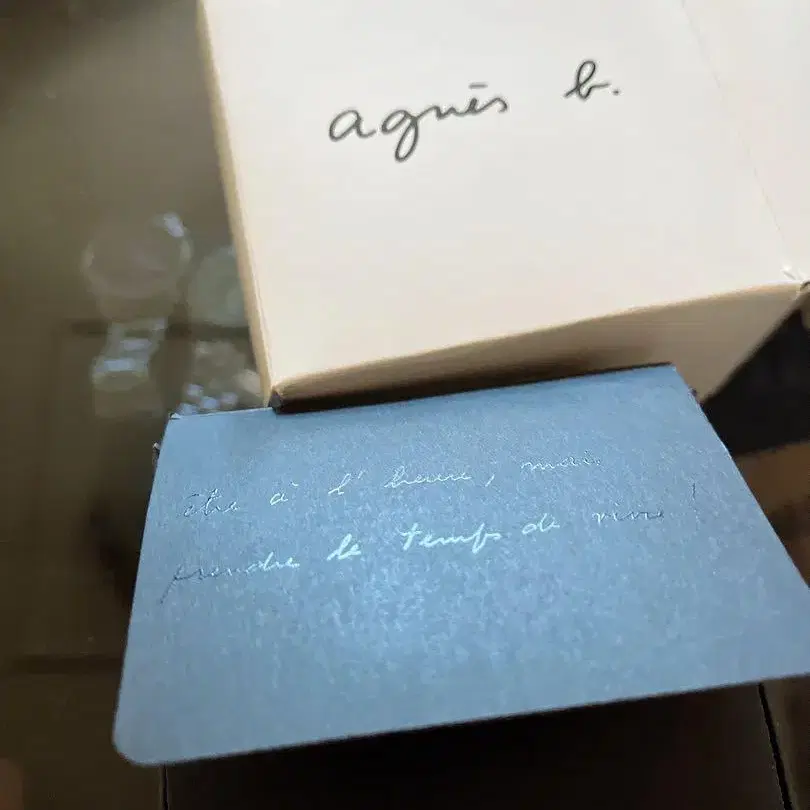 agnès b.
être à l'heure, mais
prendre le temps de vivre !